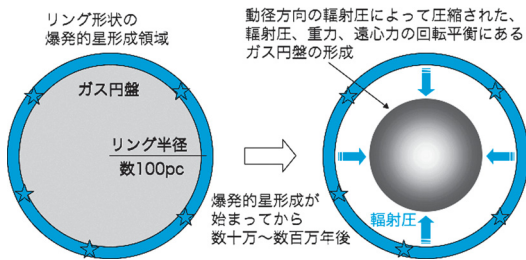 リング形状の
爆発的星形成領域
ガス円盤
リング半径
数100pc
爆発的星形成が
始まってから
数十万〜数百万年後
動径方向の輻射圧によって圧縮された、
輻射圧、重力、遠心力の回転平衡にある
ガス円盤の形成
輻射圧